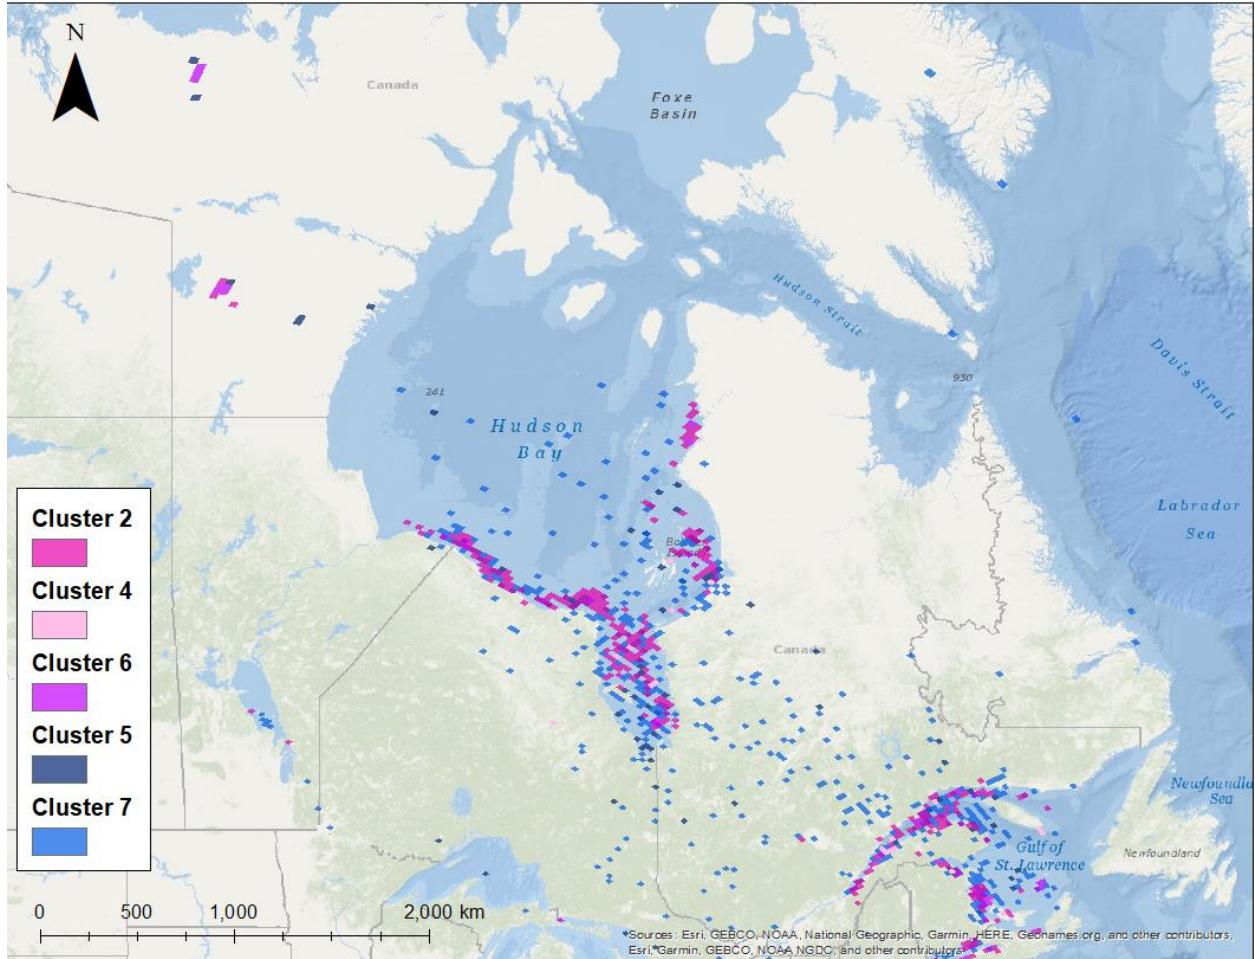 N
Canada
Foxe
Basin
Hudson Strait
Davis Strait
241
930
Hudson
Bay
Labrador
Sea
Cluster 2
Cluster 4
Cluster 6
Cluster 5
Cluster 7
Canada
Newfoundla
Sea
Gulf of
St. Lawrence
Newfoundland
0 500 1,000 2,000 km
Sources: Esri, GEBCO, NOAA, National Geographic, Garmin, HERE, Geonames.org, and other contributors,
Esri, Garmin, GEBCO, NOAA NGDC, and other contributors